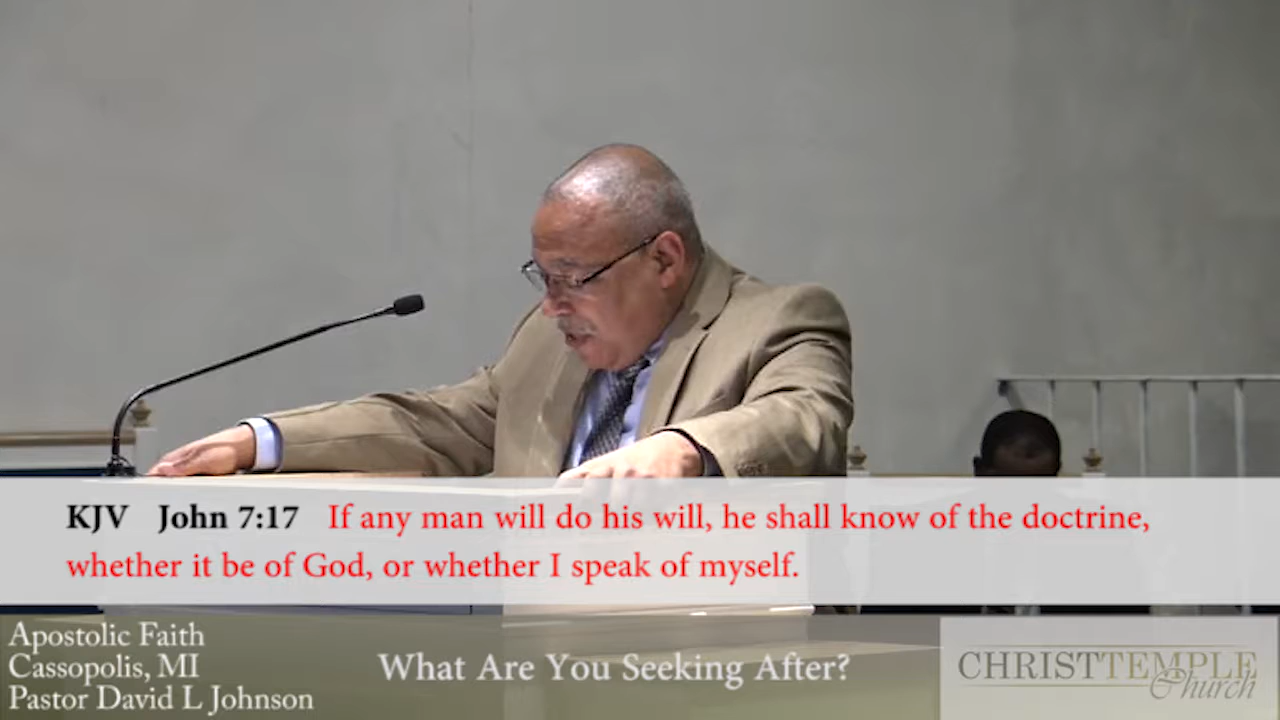 KJV John 7:17 If any man will do his will, he shall know of the doctrine,
whether it be of God, or whether I speak of myself.
Apostolic Faith
Cassopolis, MI
Pastor David L Johnson
What Are You Seeking After?
CHRISTTEMPLE
Church